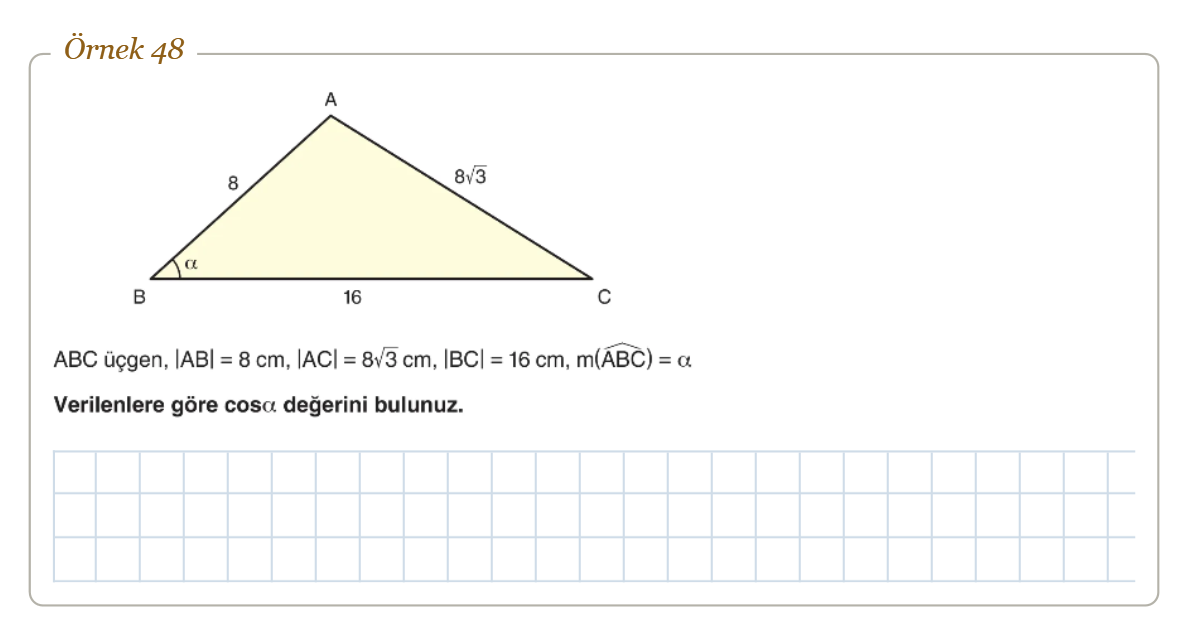 Örnek 48
A
8
8√3
α
B
16
C
ABC üçgen, |AB| = 8 cm, |AC| = 8√3 cm, |BC| = 16 cm, m(ABC) = α
Verilenlere göre cosα değerini bulunuz.